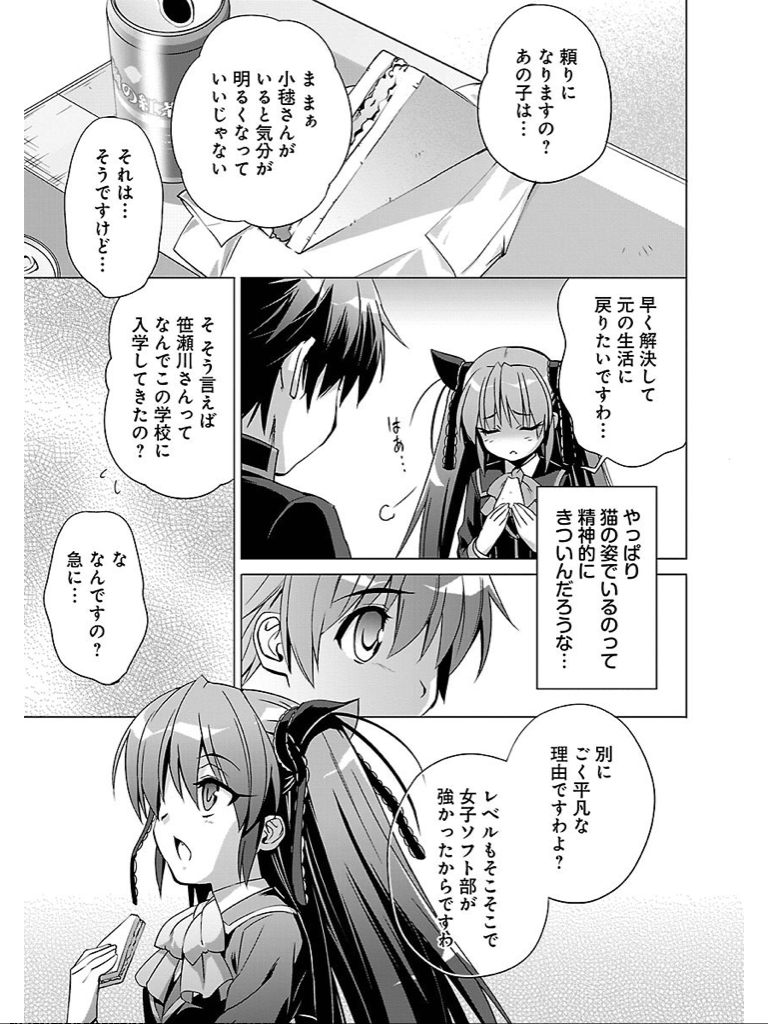 頼りに
なりますの？
あの子は…
ま まぁ
小毬さんが
いると気分が
明るくなって
いいじゃない
それは…
そうですけど…
早く解決して
元の生活に
戻りたいですわ…
はぁ…
やっぱり
猫の姿でいるのって
精神的に
きついんだろうな…
そ そう言えば
笹瀬川さんって
なんでこの学校に
入学してきたの？
な
なんですの？
急に…
別に
ごく平凡な
理由ですわよ？
レベルもそこそこで
女子ソフト部が
強かったからですわ